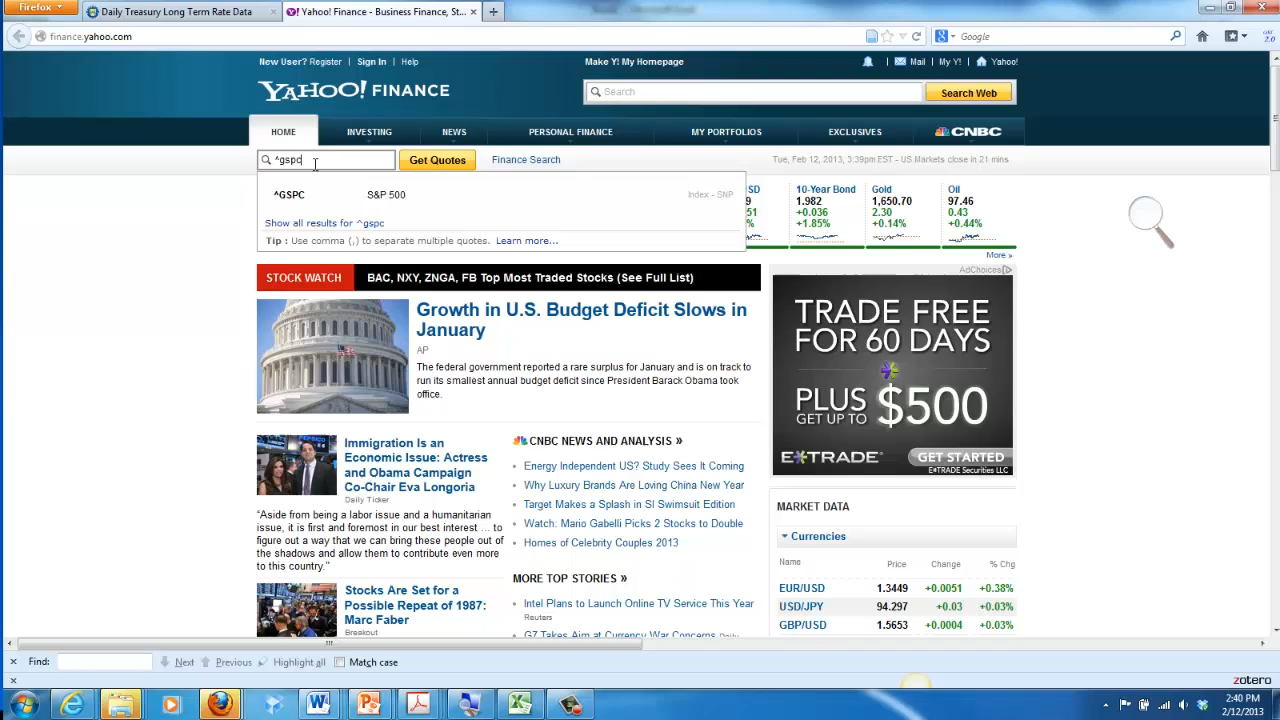 Firefox
Daily Treasury Long Term Rate Data
Yahoo! Finance - Business Finance, St...
finance.yahoo.com
Google
New User? Register
Sign In
Help
Make Y! My Homepage
Mail
My Y!
Yahoo!
YAHOO! FINANCE
Search
Search Web
HOME
INVESTING
NEWS
PERSONAL FINANCE
MY PORTFOLIOS
EXCLUSIVES
CNBC
^gspc
Get Quotes
Finance Search
Tue, Feb 12, 2013, 3:39pm EST - US Markets close in 21 mins
^GSPC S&P 500 Index - SNP
Show all results for ^gspc
Tip : Use comma (,) to separate multiple quotes. Learn more...
10-Year Bond
1.982
+0.036
+1.85%
Gold
1,650.70
2.30
+0.14%
Oil
97.46
0.43
+0.44%
More »
STOCK WATCH
BAC, NXY, ZNGA, FB Top Most Traded Stocks (See Full List)
Growth in U.S. Budget Deficit Slows in
January
AP
The federal government reported a rare surplus for January and is on track to
run its smallest annual budget deficit since President Barack Obama took
office.
AdChoices
TRADE FREE
FOR 60 DAYS
PLUS
GET UP TO
$500
E*TRADE
GET STARTED
E*TRADE Securities LLC
Immigration Is an
Economic Issue: Actress
and Obama Campaign
Co-Chair Eva Longoria
Daily Ticker
“Aside from being a labor issue and a humanitarian
issue, it is first and foremost in our best interest ... to
figure out a way that we can bring these people out of
the shadows and allow them to contribute even more
to this country.”
Stocks Are Set for a
Possible Repeat of 1987:
Marc Faber
Breakout
CNBC NEWS AND ANALYSIS »
Energy Independent US? Study Sees It Coming
Why Luxury Brands Are Loving China New Year
Target Makes a Splash in SI Swimsuit Edition
Watch: Mario Gabelli Picks 2 Stocks to Double
Homes of Celebrity Couples 2013
MORE TOP STORIES »
Intel Plans to Launch Online TV Service This Year
Reuters
G7 Takes Aim at Currency War Concerns Daily
MARKET DATA
Currencies
Name Price Change % Chg
EUR/USD 1.3449 +0.0051 +0.38%
USD/JPY 94.297 +0.03 +0.03%
GBP/USD 1.5653 +0.0004 +0.03%
Find:
Next
Previous
Highlight all
Match case
zotero
2:40 PM
2/12/2013